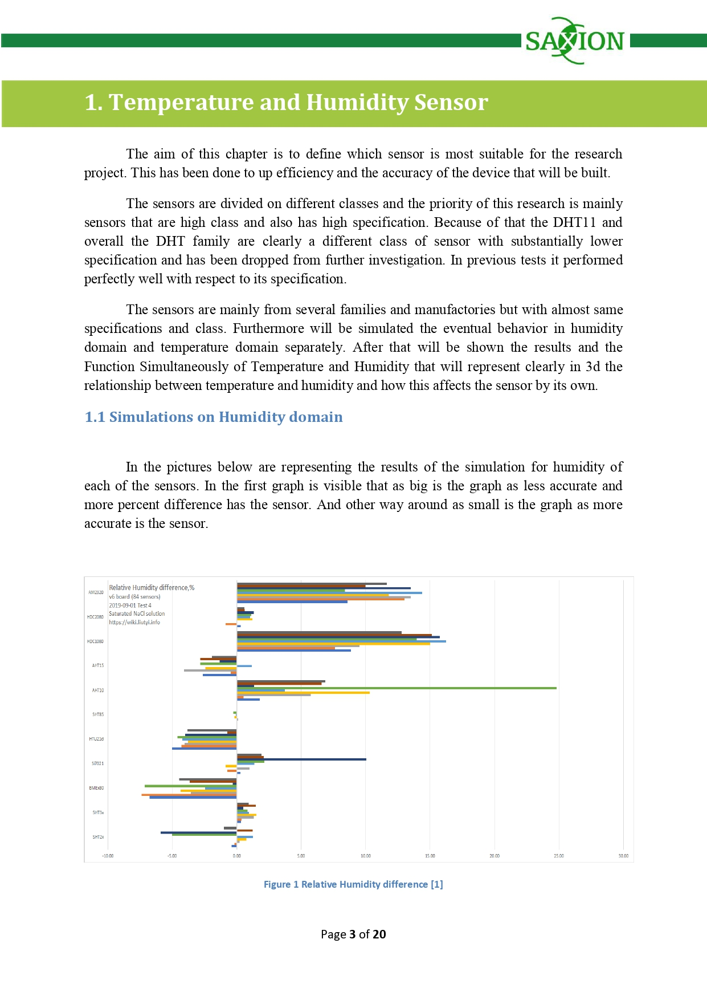 SAXION
1. Temperature and Humidity Sensor
The aim of this chapter is to define which sensor is most suitable for the research
project. This has been done to up efficiency and the accuracy of the device that will be built.
The sensors are divided on different classes and the priority of this research is mainly
sensors that are high class and also has high specification. Because of that the DHT11 and
overall the DHT family are clearly a different class of sensor with substantially lower
specification and has been dropped from further investigation. In previous tests it performed
perfectly well with respect to its specification.
The sensors are mainly from several families and manufactories but with almost same
specifications and class. Furthermore will be simulated the eventual behavior in humidity
domain and temperature domain separately. After that will be shown the results and the
Function Simultaneously of Temperature and Humidity that will represent clearly in 3d the
relationship between temperature and humidity and how this affects the sensor by its own.
1.1 Simulations on Humidity domain
In the pictures below are representing the results of the simulation for humidity of
each of the sensors. In the first graph is visible that as big is the graph as less accurate and
more percent difference has the sensor. And other way around as small is the graph as more
accurate is the sensor.
Relative Humidity difference,%
v6 board (84 sensors)
2019-09-01 Test 4
Saturated NaCl solution
https://wiki.liutyi.info
AM2320
HDC2080
HDC1080
AHT15
AHT10
SHT85
HTU21d
Si7021
BMEx80
SHT3x
SHT2x
-10.00 -5.00 0.00 5.00 10.00 15.00 20.00 25.00 30.00
Figure 1 Relative Humidity difference [1]
Page 3 of 20